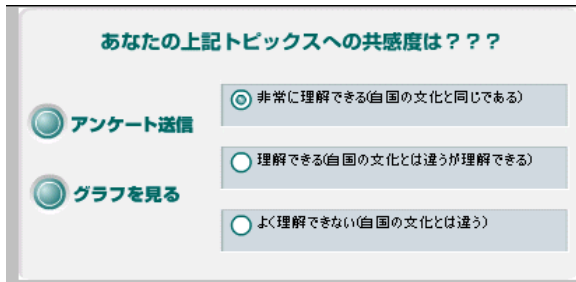 あなたの上記トピックスへの共感度は？？？
アンケート送信
グラフを見る
非常に理解できる(自国の文化と同じである)
理解できる(自国の文化とは違うが理解できる)
よく理解できない(自国の文化とは違う)